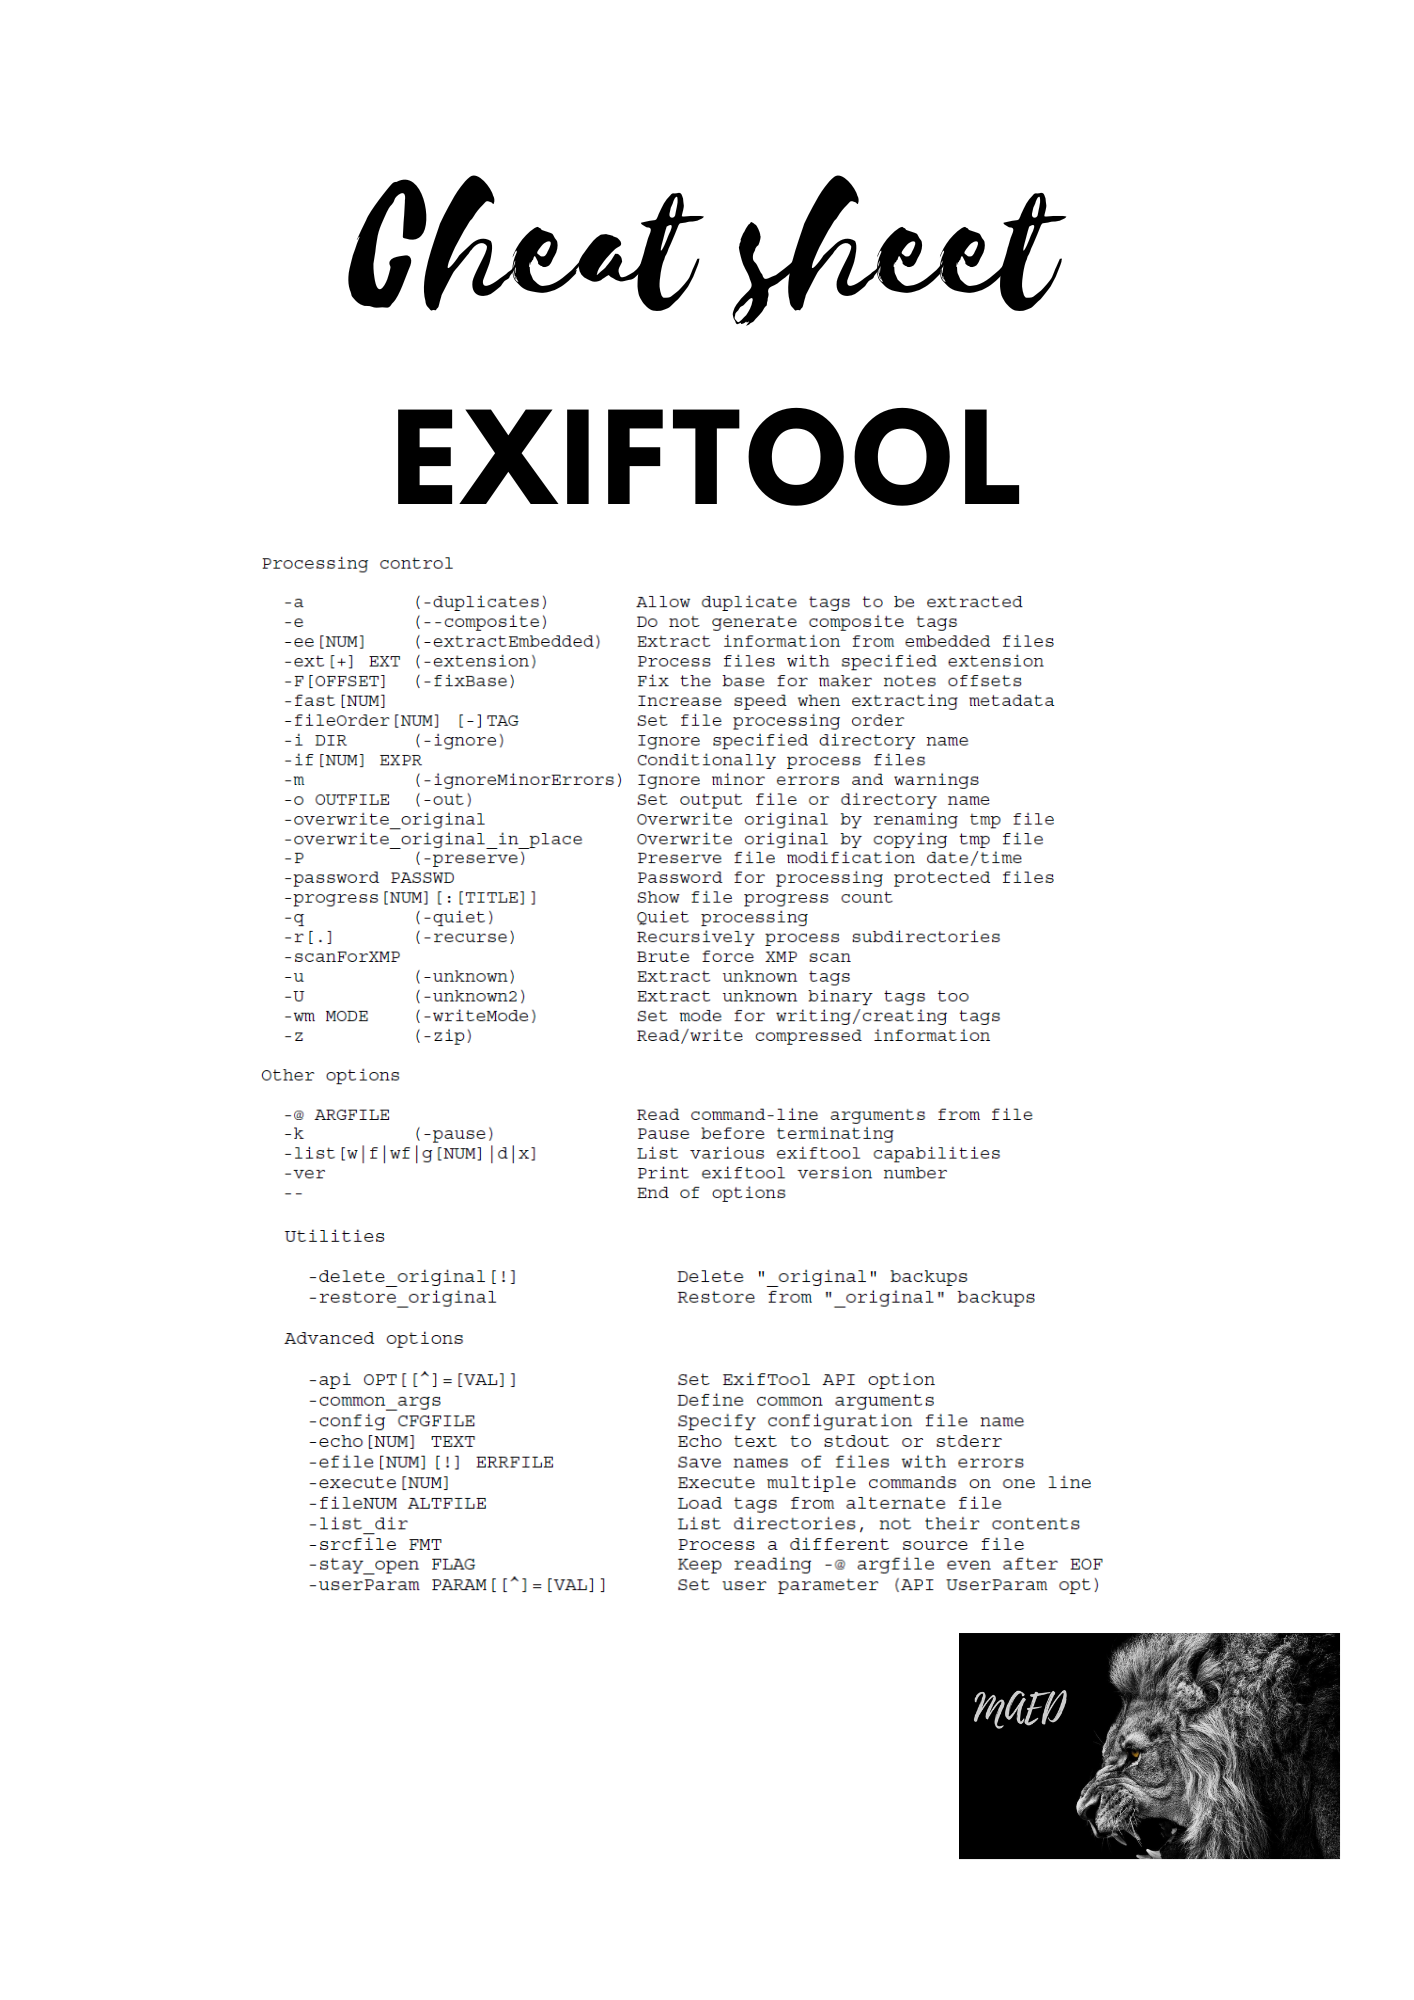 Cheat sheet
EXIFTOOL
Processing control
-a (-duplicates) Allow duplicate tags to be extracted
-e (--composite) Do not generate composite tags
-ee[NUM] (-extractEmbedded) Extract information from embedded files
-ext[+] EXT (-extension) Process files with specified extension
-F[OFFSET] (-fixBase) Fix the base for maker notes offsets
-fast[NUM] Increase speed when extracting metadata
-fileOrder[NUM] [-]TAG Set file processing order
-i DIR (-ignore) Ignore specified directory name
-if[NUM] EXPR Conditionally process files
-m (-ignoreMinorErrors) Ignore minor errors and warnings
-o OUTFILE (-out) Set output file or directory name
-overwrite_original Overwrite original by renaming tmp file
-overwrite_original_in_place Overwrite original by copying tmp file
-P (-preserve) Preserve file modification date/time
-password PASSWD Password for processing protected files
-progress[NUM][:[TITLE]] Show file progress count
-q (-quiet) Quiet processing
-r[.] (-recurse) Recursively process subdirectories
-scanForXMP Brute force XMP scan
-u (-unknown) Extract unknown tags
-U (-unknown2) Extract unknown binary tags too
-wm MODE (-writeMode) Set mode for writing/creating tags
-z (-zip) Read/write compressed information
Other options
-@ ARGFILE Read command-line arguments from file
-k (-pause) Pause before terminating
-list[w|f|wf|g[NUM]|d|x] List various exiftool capabilities
-ver Print exiftool version number
-- End of options
Utilities
-delete_original[!] Delete "_original" backups
-restore_original Restore from "_original" backups
Advanced options
-api OPT[[^]=[VAL]] Set ExifTool API option
-common_args Define common arguments
-config CFGFILE Specify configuration file name
-echo[NUM] TEXT Echo text to stdout or stderr
-efile[NUM][!] ERRFILE Save names of files with errors
-execute[NUM] Execute multiple commands on one line
-fileNUM ALTFILE Load tags from alternate file
-list_dir List directories, not their contents
-srcfile FMT Process a different source file
-stay_open FLAG Keep reading -@ argfile even after EOF
-userParam PARAM[[^]=[VAL]] Set user parameter (API UserParam opt)
MAED